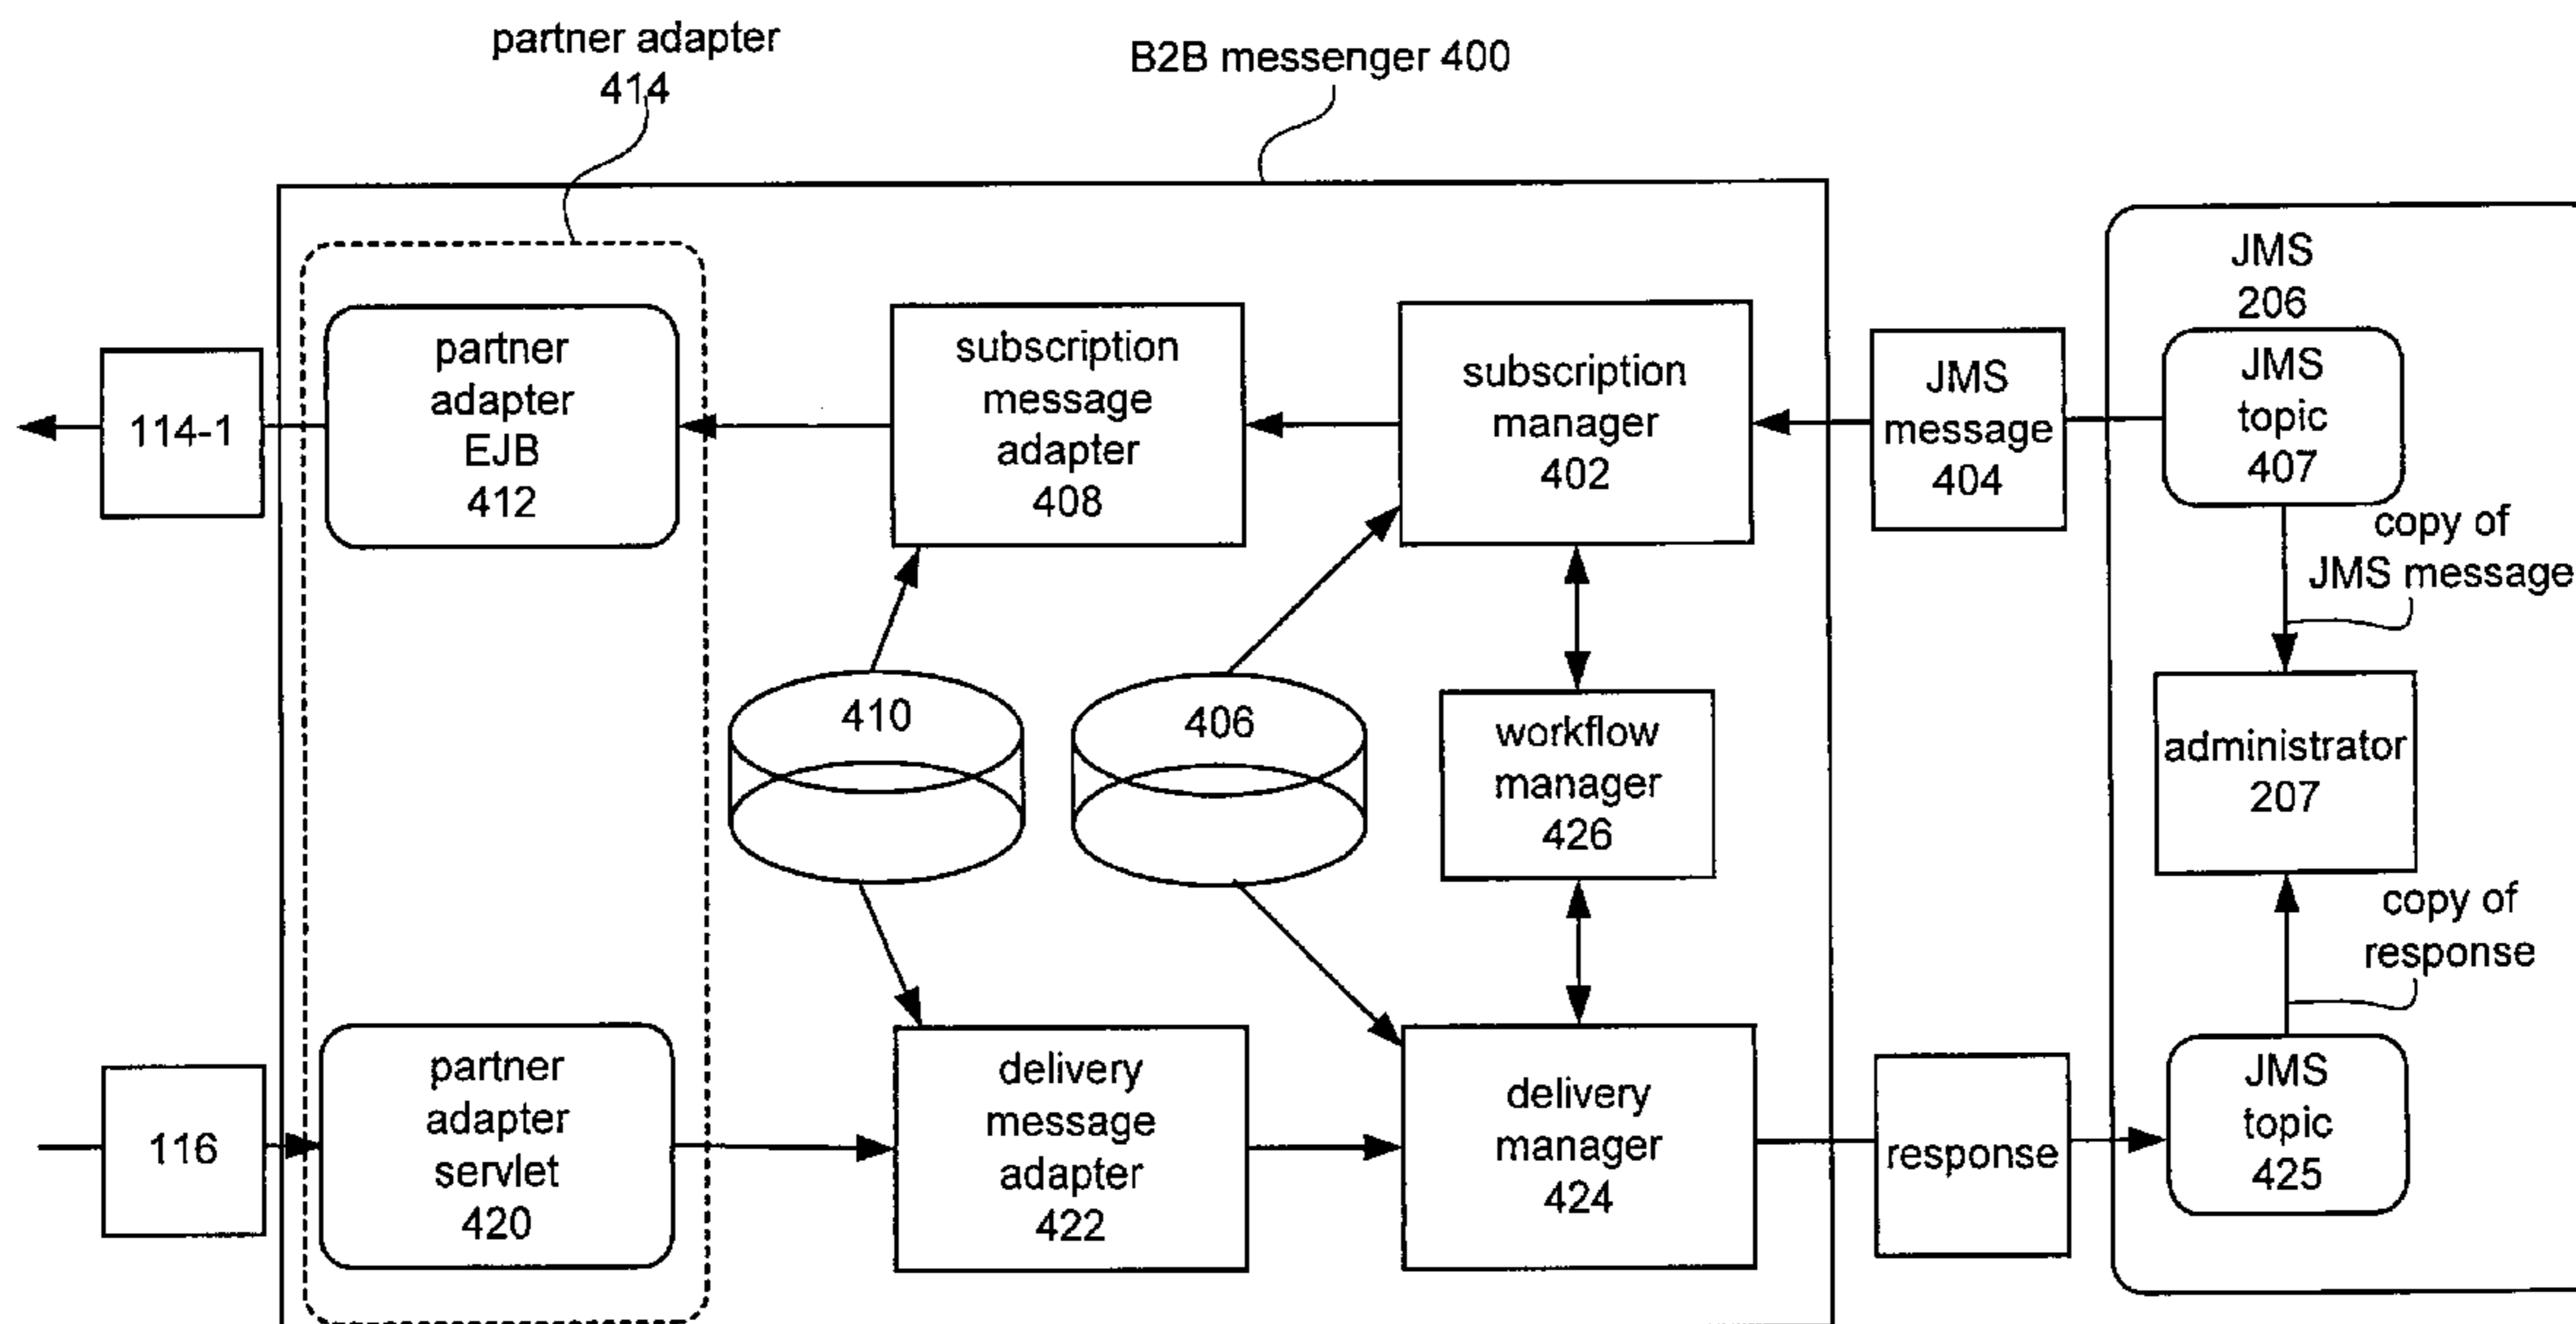 partner adapter
414
B2B messenger 400
JMS
206
114-1
partner
adapter
EJB
412
subscription
message
adapter
408
subscription
manager
402
JMS
message
404
JMS
topic
407
copy of
JMS message
410
406
workflow
manager
426
administrator
207
copy of
response
116
partner
adapter
servlet
420
delivery
message
adapter
422
delivery
manager
424
response
JMS
topic
425